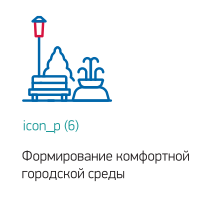 icon_p (6)
Формирование комфортной
городской среды